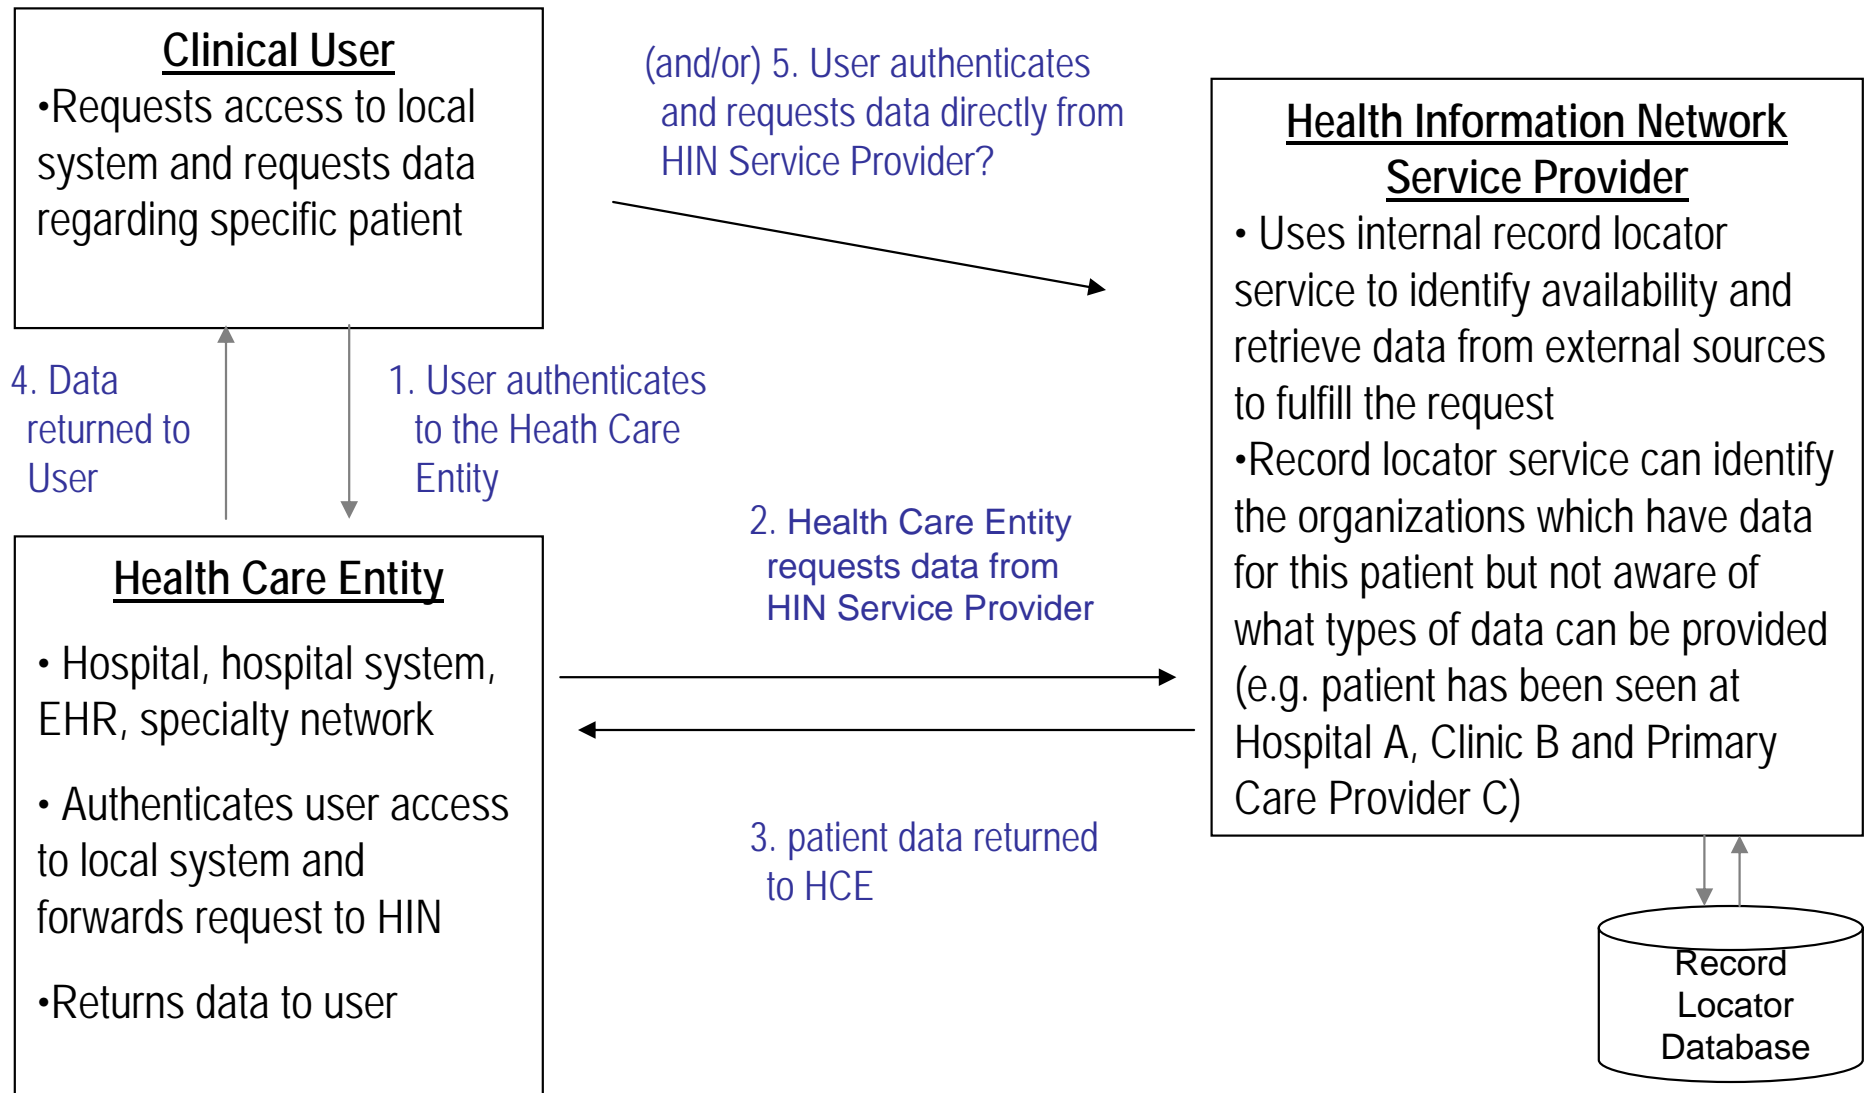 Clinical User
•Requests access to local
system and requests data
regarding specific patient
(and/or) 5. User authenticates
and requests data directly from
HIN Service Provider?
Health Information Network
Service Provider
• Uses internal record locator
service to identify availability and
retrieve data from external sources
to fulfill the request
•Record locator service can identify
the organizations which have data
for this patient but not aware of
what types of data can be provided
(e.g. patient has been seen at
Hospital A, Clinic B and Primary
Care Provider C)
4. Data
returned to
User
1. User authenticates
to the Heath Care
Entity
2. Health Care Entity
requests data from
HIN Service Provider
Health Care Entity
• Hospital, hospital system,
EHR, specialty network
• Authenticates user access
to local system and
forwards request to HIN
•Returns data to user
3. patient data returned
to HCE
Record
Locator
Database